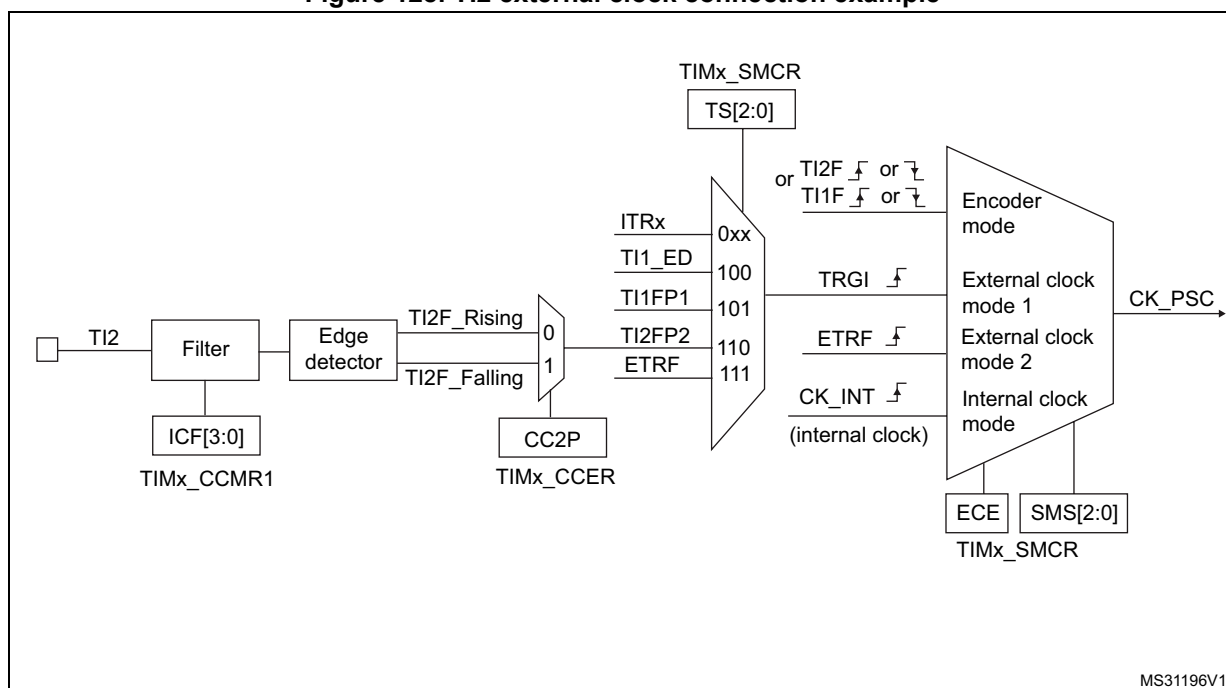 TIMx_SMCR
TS[2:0]
or TI2F or
TI1F or
Encoder
mode
ITRx
0xx
TI1_ED
100
TI1FP1
101
TI2FP2
110
ETRF
111
TRGI
External clock
mode 1
CK_PSC
ETRF
External clock
mode 2
CK_INT
(internal clock)
Internal clock
mode
TI2
Filter
Edge
detector
TI2F_Rising
0
TI2F_Falling
1
ICF[3:0]
TIMx_CCMR1
CC2P
TIMx_CCER
ECE
SMS[2:0]
TIMx_SMCR
MS31196V1